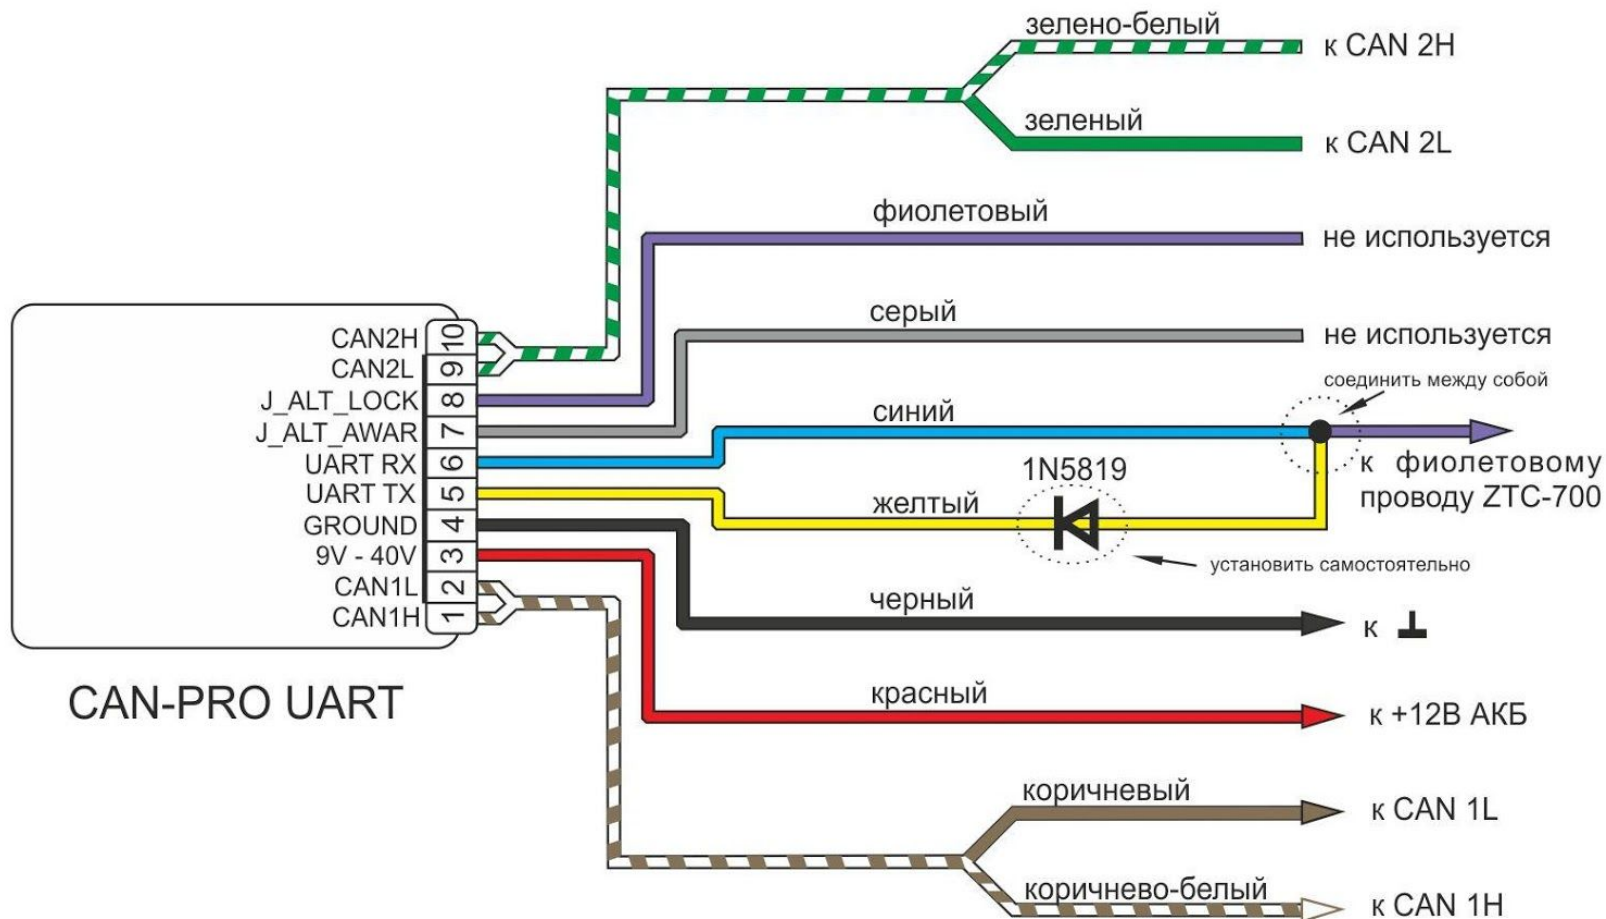 зелено-белый
к CAN 2H
зеленый
к CAN 2L
фиолетовый
не используется
серый
не используется
соединить между собой
синий
к фиолетовому
проводу ZTC-700
1N5819
желтый
установить самостоятельно
черный
к
красный
к +12В АКБ
коричневый
к CAN 1L
коричнево-белый
к CAN 1H
CAN2H 10
CAN2L 9
J_ALT_LOCK 8
J_ALT_AWAR 7
UART RX 6
UART TX 5
GROUND 4
9V - 40V 3
CAN1L 2
CAN1H 1
CAN-PRO UART